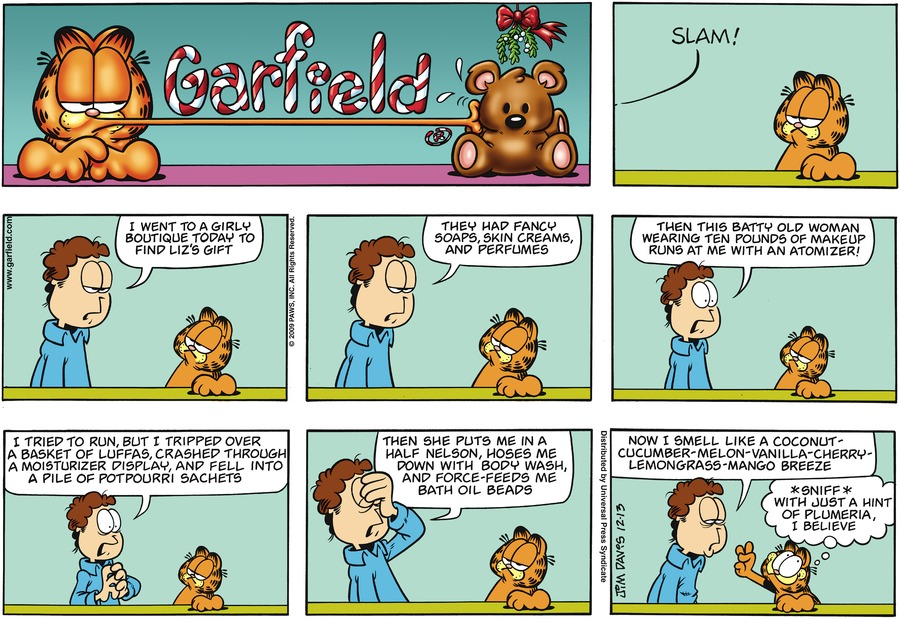 Garfield
SLAM!
www.garfield.com
I WENT TO A GIRLY
BOUTIQUE TODAY TO
FIND LIZ'S GIFT
© 2009 PAWS, INC. All Rights Reserved.
THEY HAD FANCY
SOAPS, SKIN CREAMS,
AND PERFUMES
THEN THIS BATTY OLD WOMAN
WEARING TEN POUNDS OF MAKEUP
RUNS AT ME WITH AN ATOMIZER!
I TRIED TO RUN, BUT I TRIPPED OVER
A BASKET OF LUFFAS, CRASHED THROUGH
A MOISTURIZER DISPLAY, AND FELL INTO
A PILE OF POTPOURRI SACHETS
THEN SHE PUTS ME IN A
HALF NELSON, HOSES ME
DOWN WITH BODY WASH,
AND FORCE-FEEDS ME
BATH OIL BEADS
Distributed by Universal Press Syndicate
JIM DAVIS 12-13
NOW I SMELL LIKE A COCONUT-
CUCUMBER-MELON-VANILLA-CHERRY-
LEMONGRASS-MANGO BREEZE
*SNIFF*
WITH JUST A HINT
OF PLUMERIA,
I BELIEVE